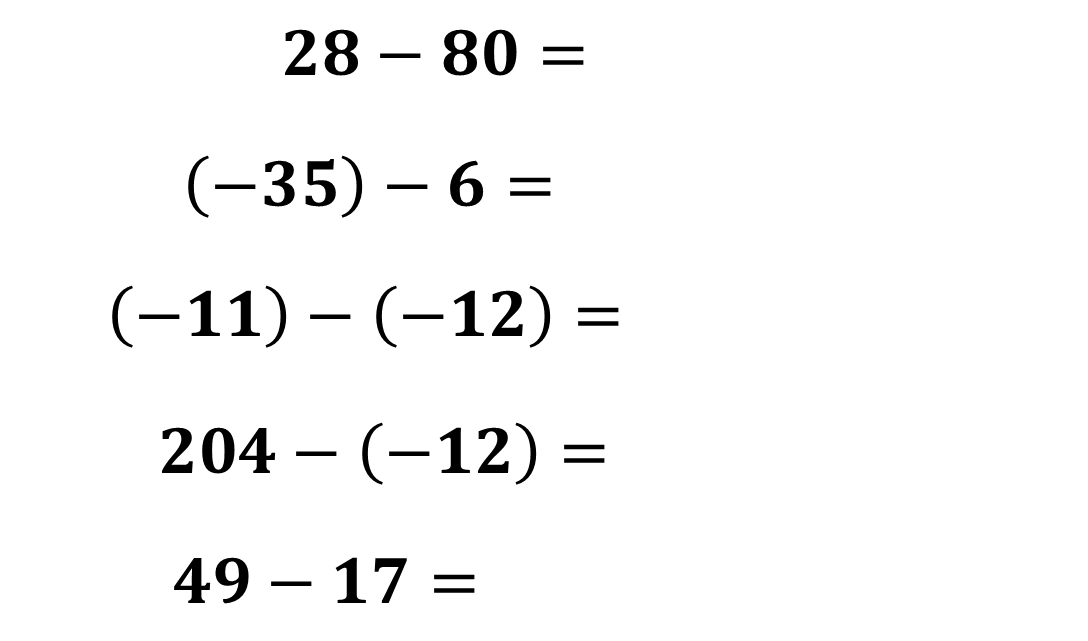 28 − 80 =
(−35) − 6 =
(−11) − (−12) =
204 − (−12) =
49 − 17 =